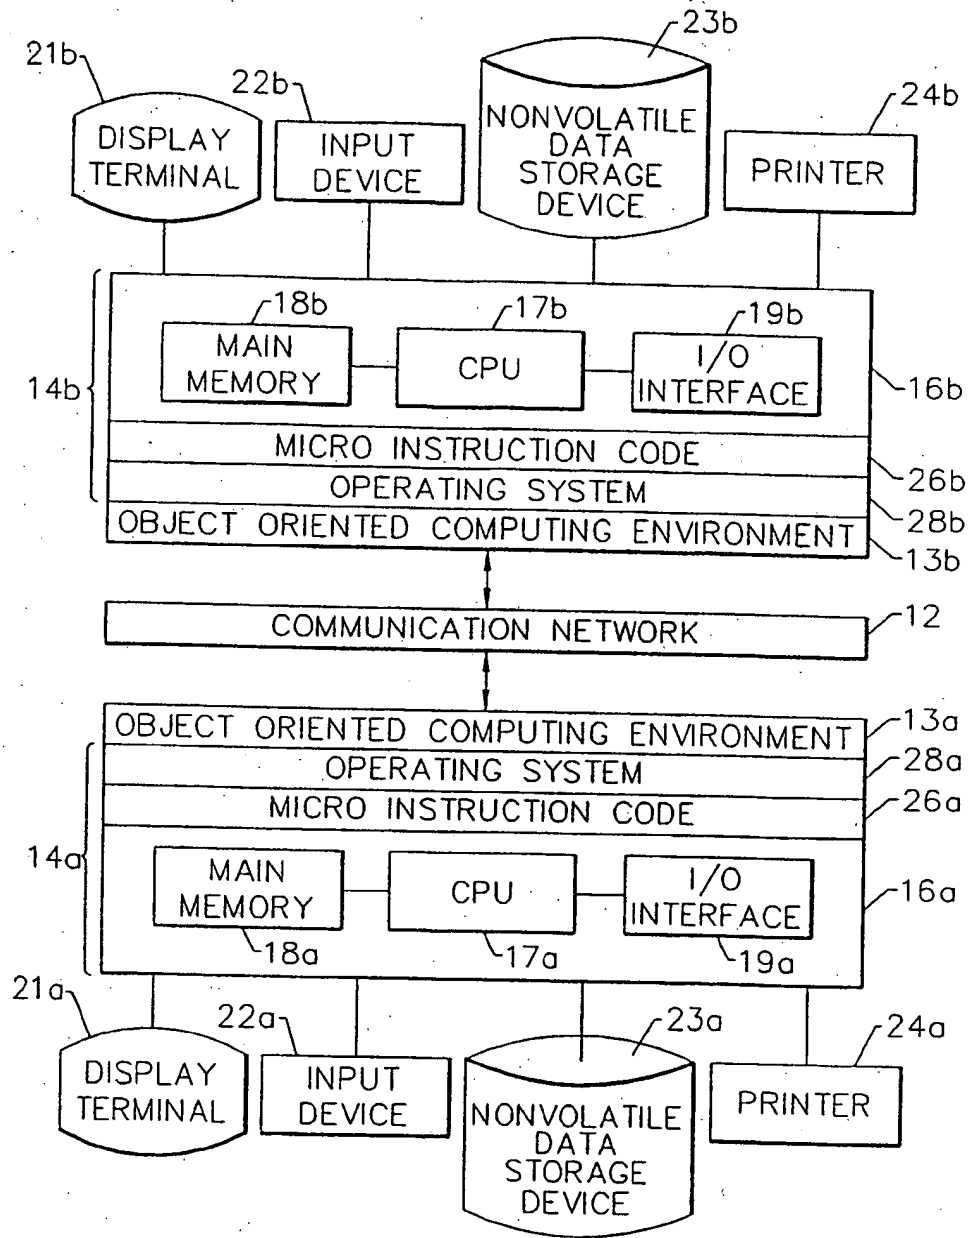 23b
21b
22b
24b
DISPLAY
TERMINAL
INPUT
DEVICE
NONVOLATILE
DATA
STORAGE
DEVICE
PRINTER
18b
17b
19b
MAIN
MEMORY
CPU
I/O
INTERFACE
14b
16b
MICRO INSTRUCTION CODE
26b
OPERATING SYSTEM
28b
OBJECT ORIENTED COMPUTING ENVIRONMENT
13b
COMMUNICATION NETWORK
12
OBJECT ORIENTED COMPUTING ENVIRONMENT
13a
OPERATING SYSTEM
28a
MICRO INSTRUCTION CODE
26a
14a
MAIN
MEMORY
CPU
I/O
INTERFACE
16a
18a
17a
19a
21a
22a
23a
24a
DISPLAY
TERMINAL
INPUT
DEVICE
NONVOLATILE
DATA
STORAGE
DEVICE
PRINTER